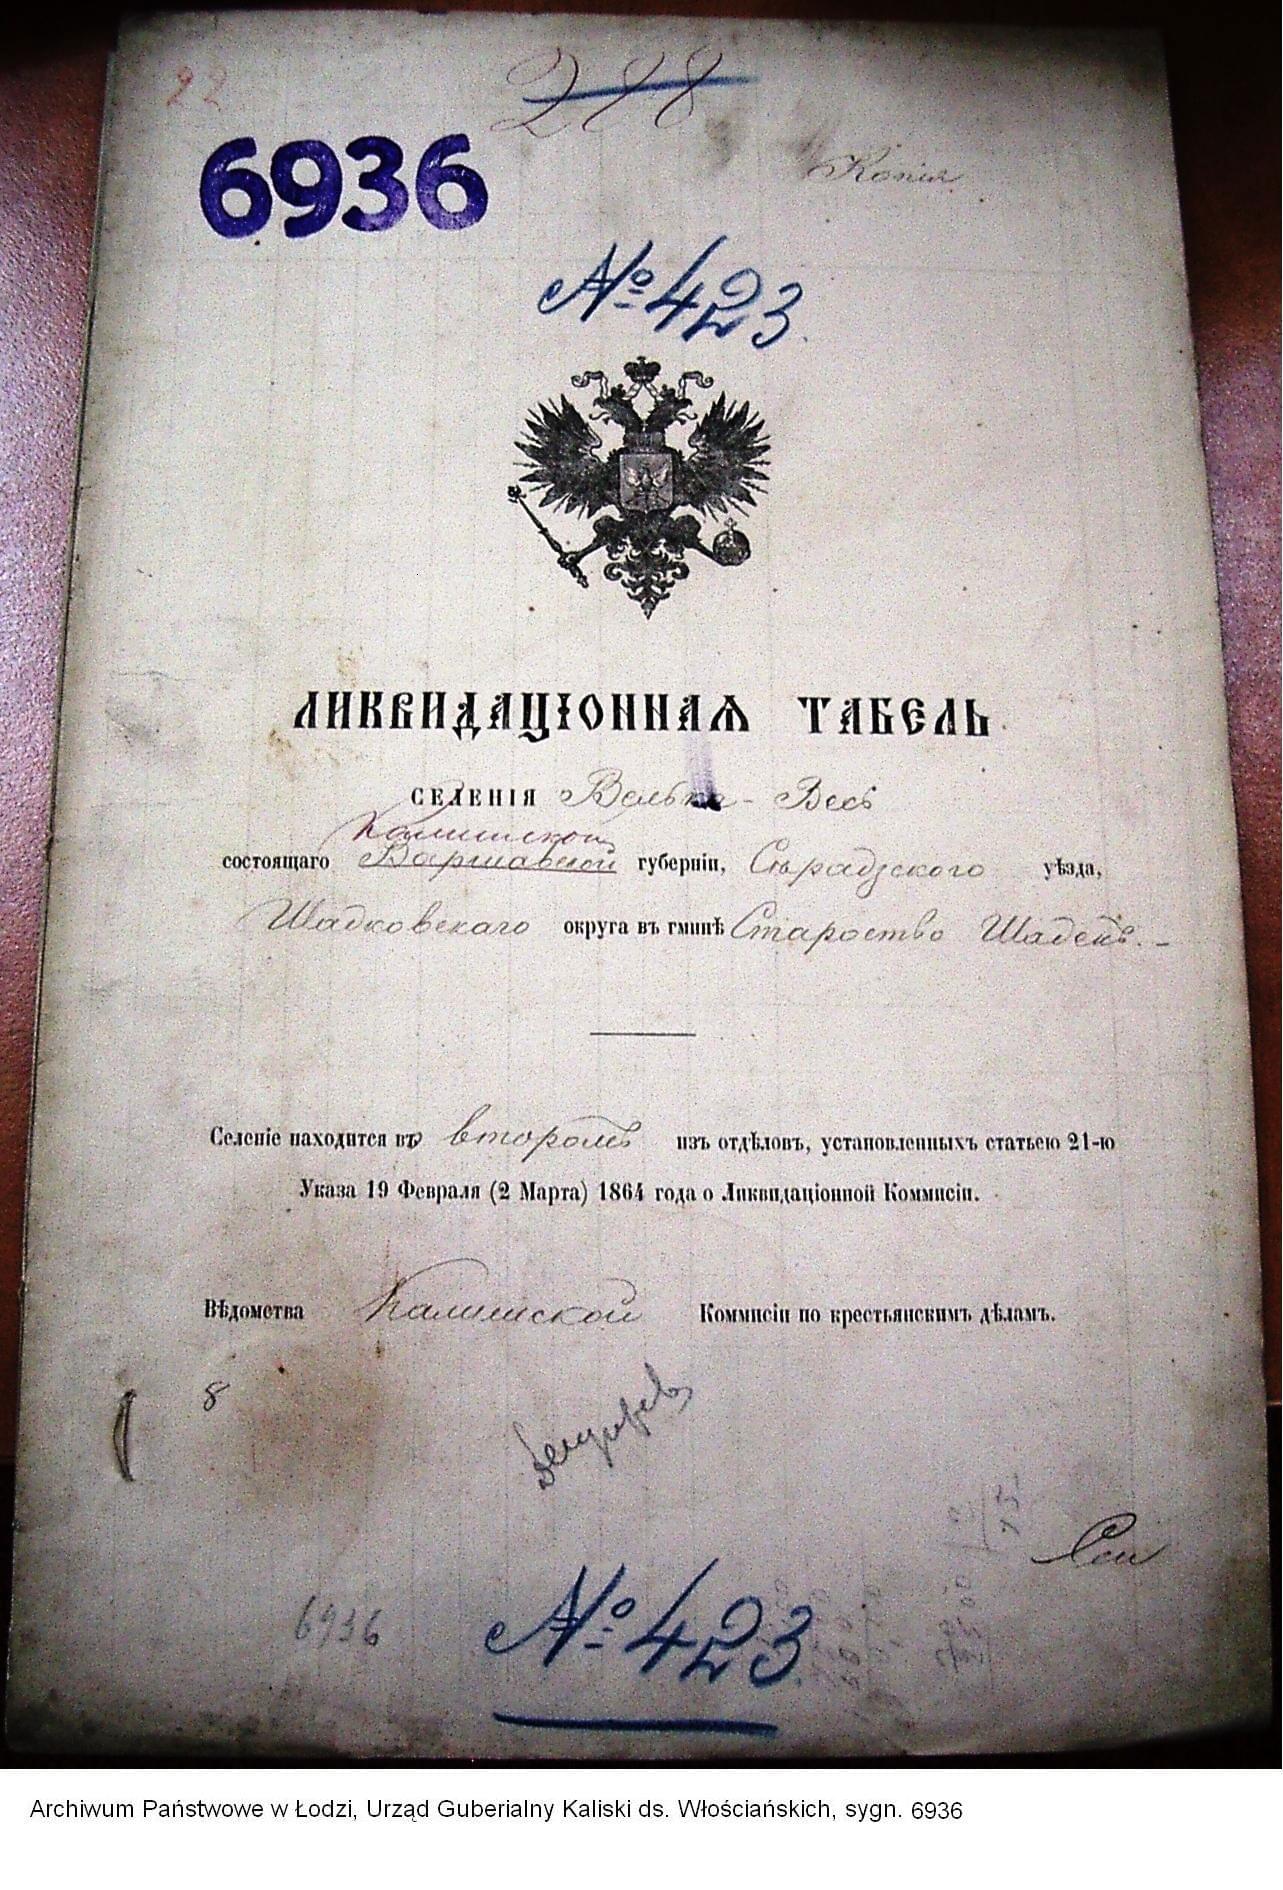 22
288
6936
Копія
№ 423.
ЛИКВИДАЦІОННАЯ ТАБЕЛЬ
СЕЛЕНІЯ Велька - Весь
Калишской
состоящаго Варшавской губерніи, Сѣрадзского уѣзда,
Шадковскаго округа въ гминѣ Староство Шадекъ. -
Селеніе находится въ второмъ изъ отдѣловъ, установленныхъ статьею 21-ю
Указа 19 Февраля (2 Марта) 1864 года о Ликвидаціонной Коммисіи.
Вѣдомства Калишской Коммисіи по крестьянскимъ дѣламъ.
8
6936
№ 423.
Archiwum Państwowe w Łodzi, Urząd Guberialny Kaliski ds. Włościańskich, sygn. 6936